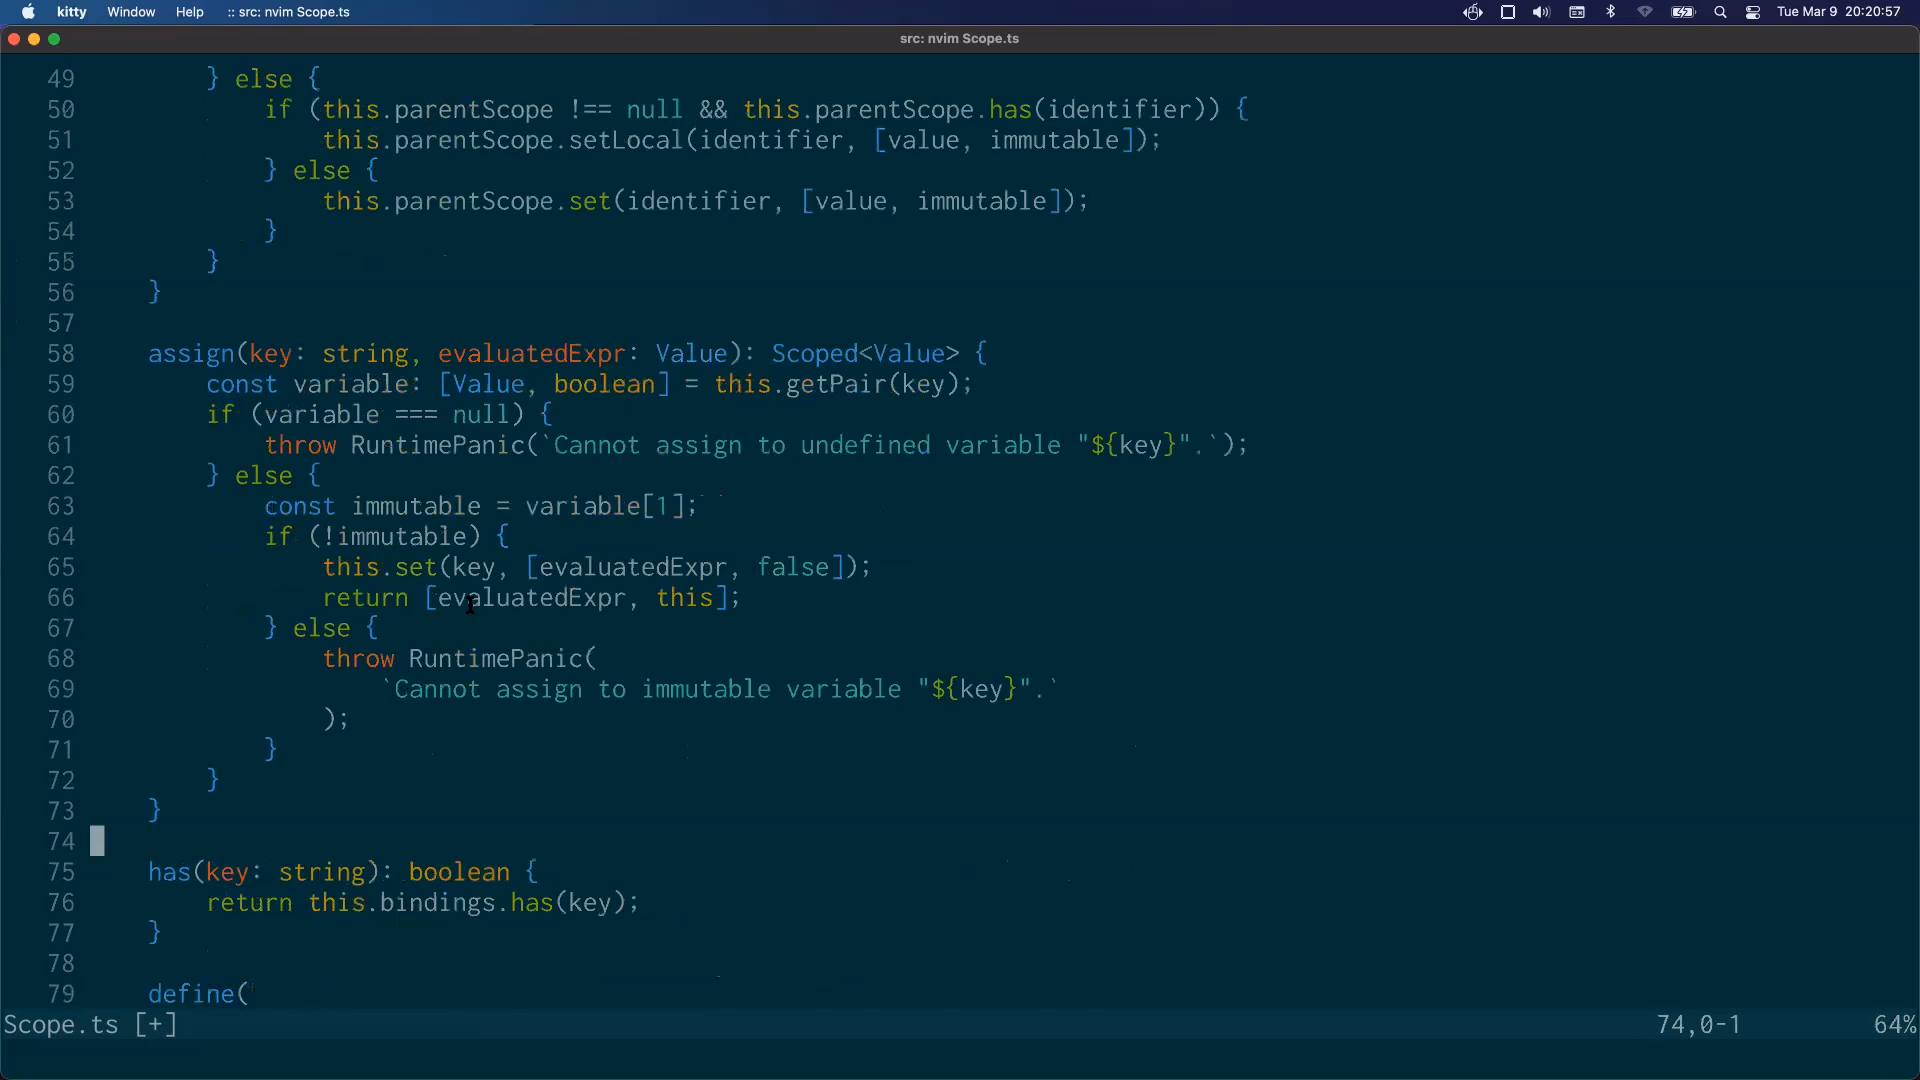 kitty Window Help :: src: nvim Scope.ts Tue Mar 9 20:20:57
src: nvim Scope.ts
49 } else {
50 if (this.parentScope !== null && this.parentScope.has(identifier)) {
51 this.parentScope.setLocal(identifier, [value, immutable]);
52 } else {
53 this.parentScope.set(identifier, [value, immutable]);
54 }
55 }
56 }
57
58 assign(key: string, evaluatedExpr: Value): Scoped<Value> {
59 const variable: [Value, boolean] = this.getPair(key);
60 if (variable === null) {
61 throw RuntimePanic(`Cannot assign to undefined variable "${key}".`);
62 } else {
63 const immutable = variable[1];
64 if (!immutable) {
65 this.set(key, [evaluatedExpr, false]);
66 return [evaluatedExpr, this];
67 } else {
68 throw RuntimePanic(
69 `Cannot assign to immutable variable "${key}".`
70 );
71 }
72 }
73 }
74
75 has(key: string): boolean {
76 return this.bindings.has(key);
77 }
78
79 define(
Scope.ts [+] 74,0-1 64%